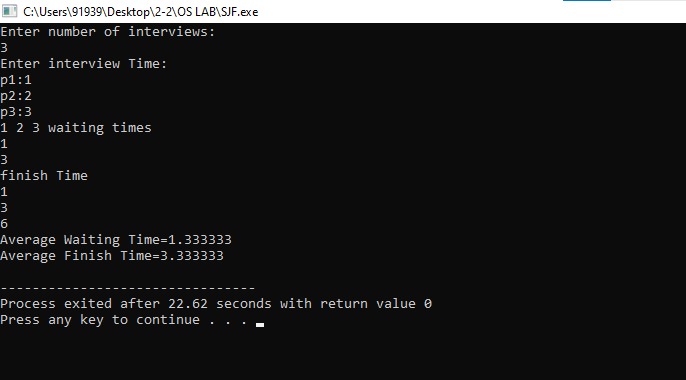 C:\Users\91939\Desktop\2-2\OS LAB\SJF.exe
Enter number of interviews:
3
Enter interview Time:
p1:1
p2:2
p3:3
1 2 3 waiting times
1
3
finish Time
1
3
6
Average Waiting Time=1.333333
Average Finish Time=3.333333
--------------------------------
Process exited after 22.62 seconds with return value 0
Press any key to continue . . .